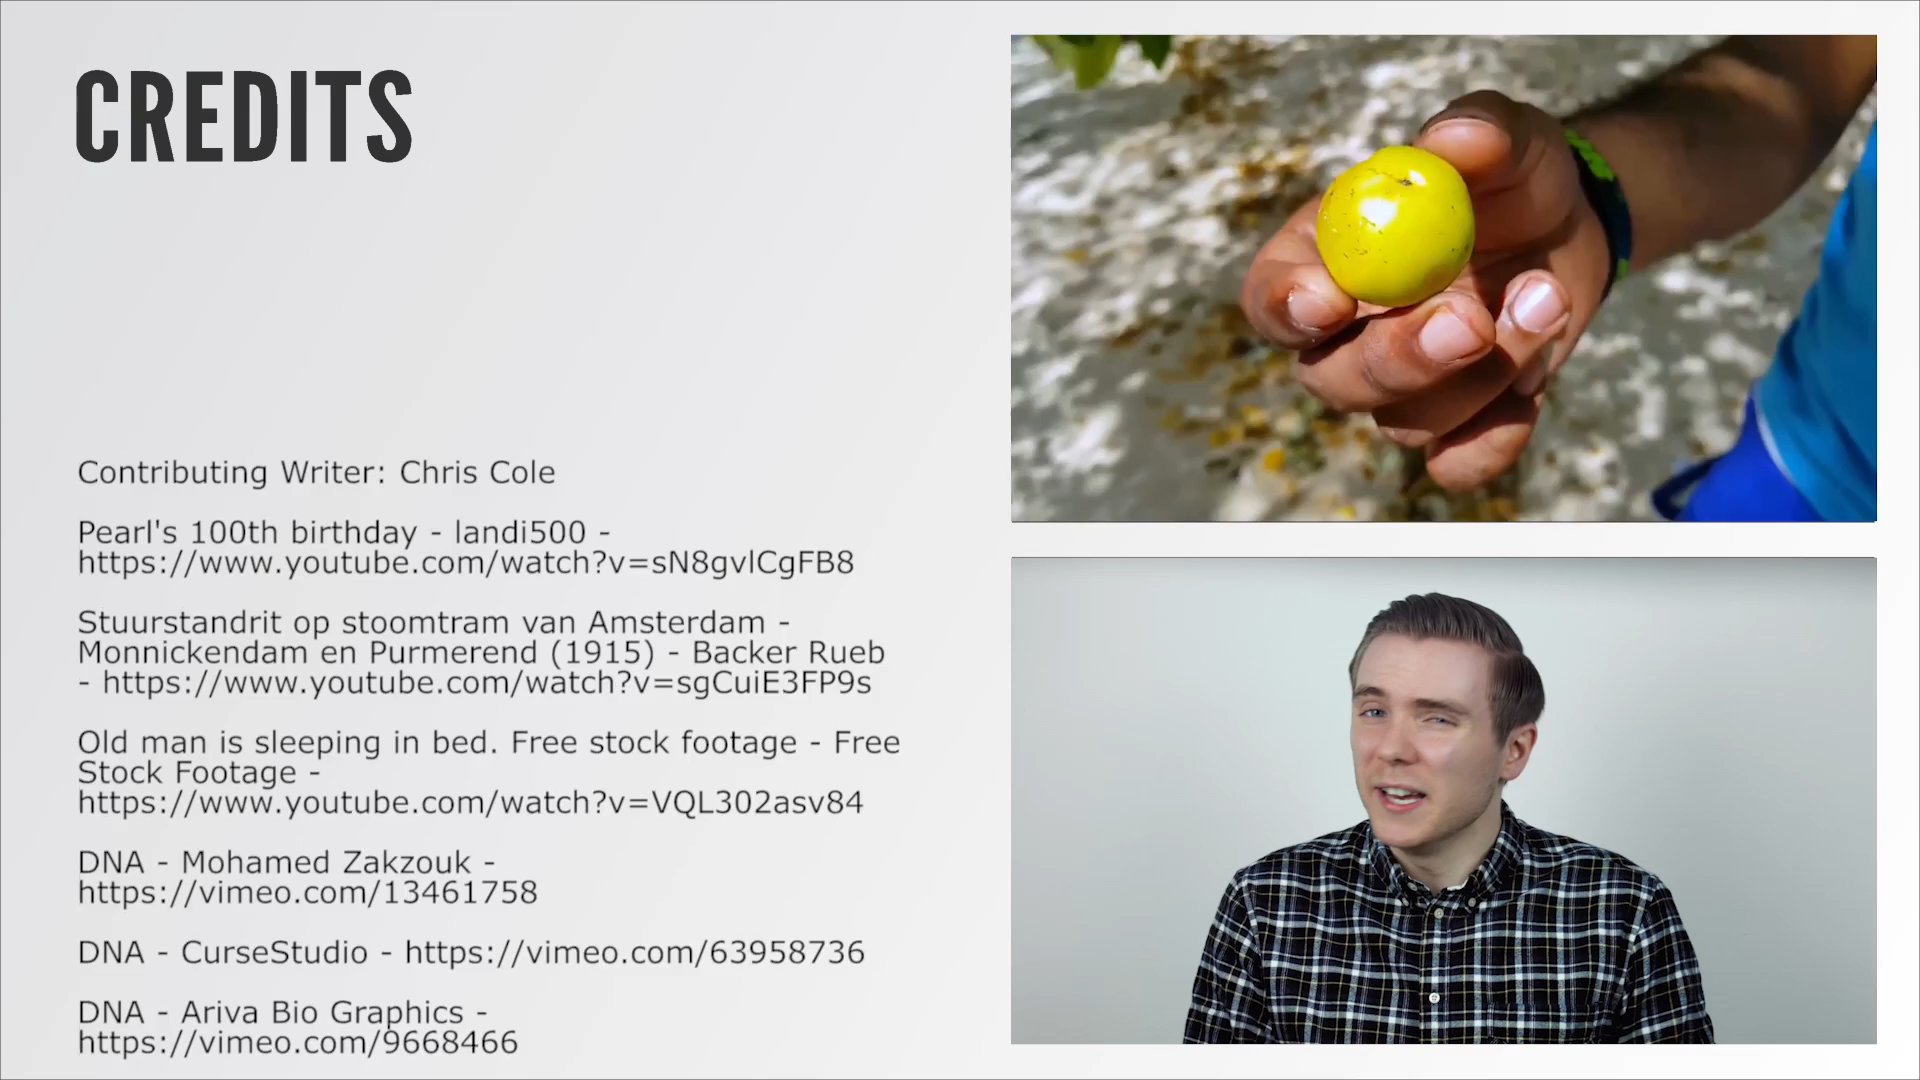 CREDITS
Contributing Writer: Chris Cole
Pearl's 100th birthday - landi500 -
https://www.youtube.com/watch?v=sN8gvlCgFB8
Stuurstandrit op stoomtram van Amsterdam -
Monnickendam en Purmerend (1915) - Backer Rueb
- https://www.youtube.com/watch?v=sgCuiE3FP9s
Old man is sleeping in bed. Free stock footage - Free
Stock Footage -
https://www.youtube.com/watch?v=VQL302asv84
DNA - Mohamed Zakzouk -
https://vimeo.com/13461758
DNA - CurseStudio - https://vimeo.com/63958736
DNA - Ariva Bio Graphics -
https://vimeo.com/9668466